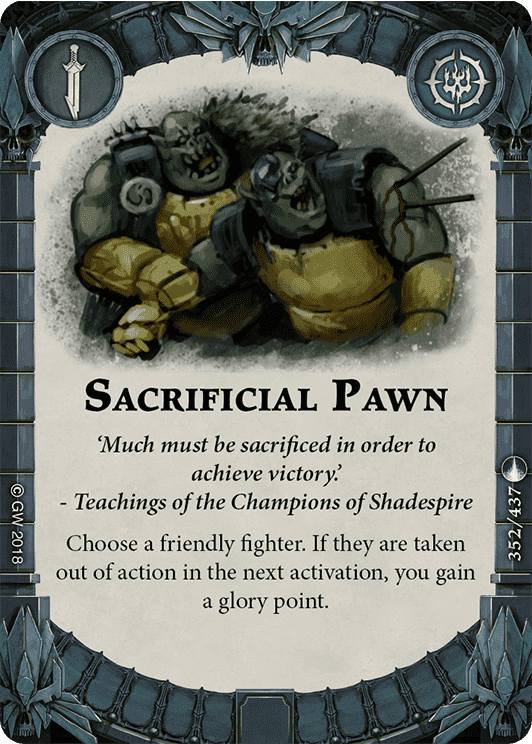 SACRIFICIAL PAWN
‘Much must be sacrificed in order to
achieve victory.’
- Teachings of the Champions of Shadespire
Choose a friendly fighter. If they are taken
out of action in the next activation, you gain
a glory point.
© GW 2018
352/437